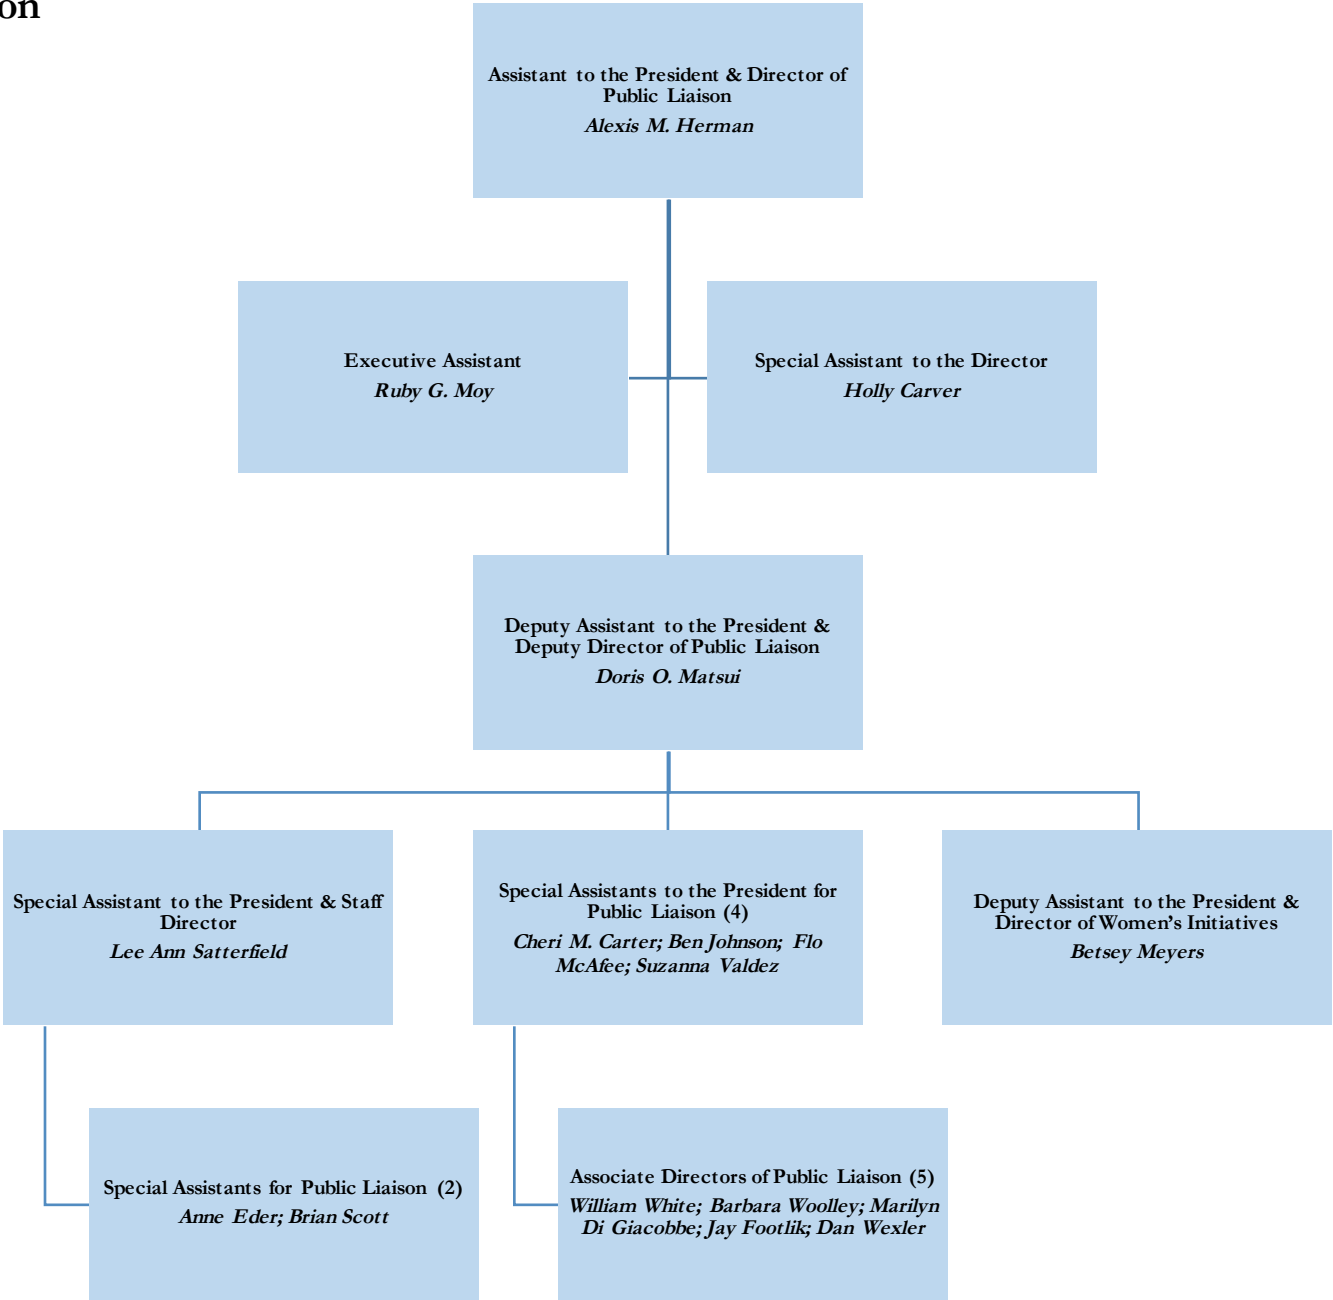 on
Assistant to the President & Director of
Public Liaison
Alexis M. Herman
Executive Assistant
Ruby G. Moy
Special Assistant to the Director
Holly Carver
Deputy Assistant to the President &
Deputy Director of Public Liaison
Doris O. Matsui
Special Assistant to the President & Staff
Director
Lee Ann Satterfield
Special Assistants to the President for
Public Liaison (4)
Cheri M. Carter; Ben Johnson; Flo
McAfee; Suzanna Valdez
Deputy Assistant to the President &
Director of Women’s Initiatives
Betsey Meyers
Special Assistants for Public Liaison (2)
Anne Eder; Brian Scott
Associate Directors of Public Liaison (5)
William White; Barbara Woolley; Marilyn
Di Giacobbe; Jay Footlik; Dan Wexler